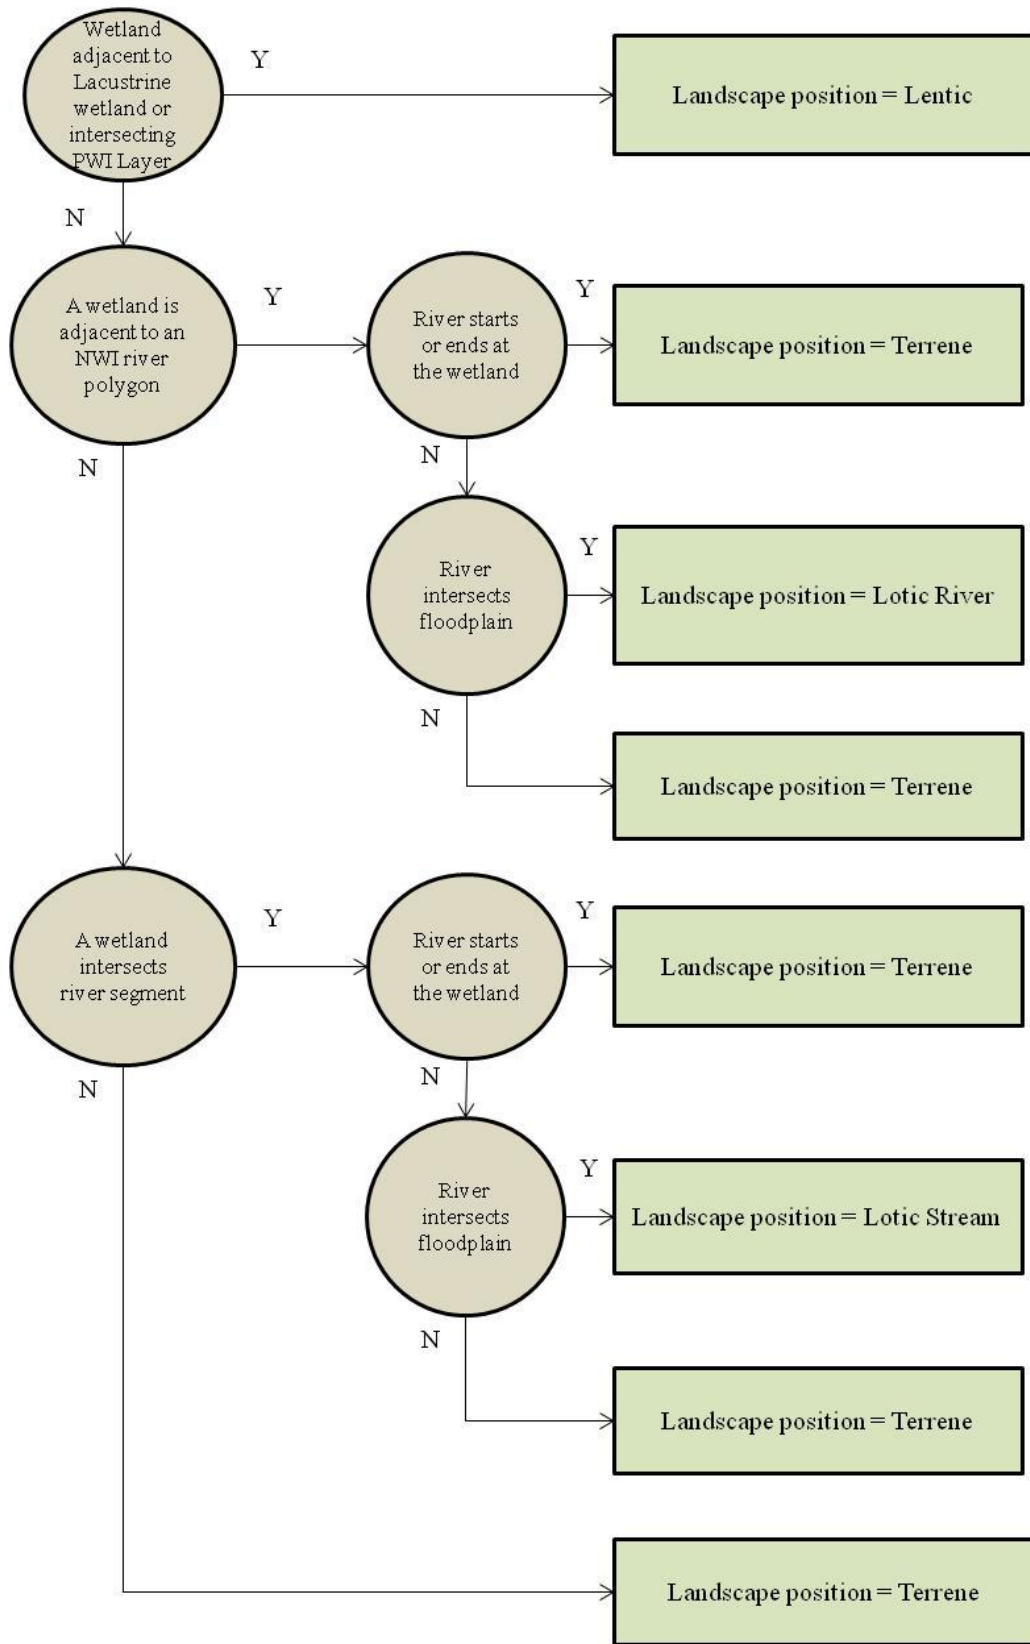 Wetland
adjacent to
Lacustrine
wetland or
intersecting
PWI Layer
Y
Landscape position = Lentic
N
A wetland is
adjacent to an
NWI river
polygon
Y
River starts
or ends at
the wetland
Y
Landscape position = Terrene
N
N
River
intersects
floodplain
Y
Landscape position = Lotic River
N
Landscape position = Terrene
A wetland
intersects
river segment
Y
River starts
or ends at
the wetland
Y
Landscape position = Terrene
N
N
River
intersects
floodplain
Y
Landscape position = Lotic Stream
N
Landscape position = Terrene
Landscape position = Terrene